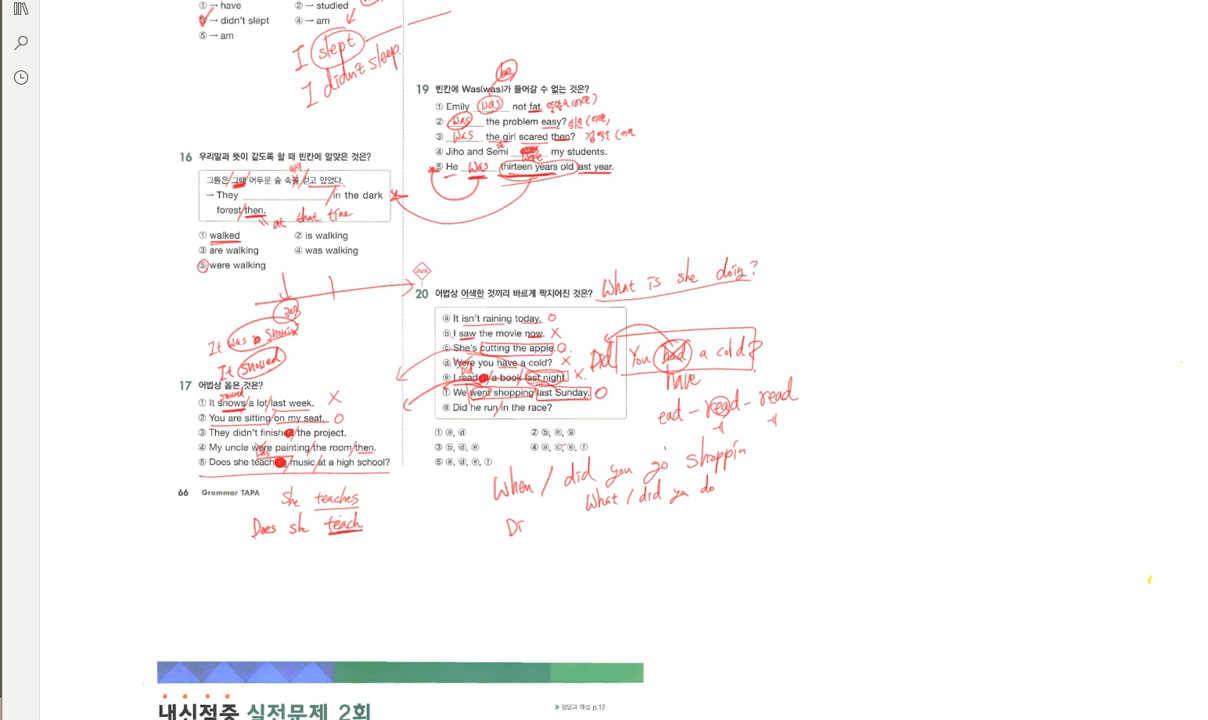 ① → have ② → studied
→ didn't slept ④ → am
⑤ → am
I slept
I didn't sleep.
16 우리말과 뜻이 같도록 할 때 빈칸에 알맞은 것은?
그들은 그때 어두운 숲 속을 걷고 있었다.
→ They in the dark
forest then.
at that time
① walked ② is walking
③ are walking ④ was walking
⑤ were walking
It was snowing
It snowed
17 어법상 옳은 것은?
snowed
① It snows a lot last week. X
② You are sitting on my seat. O
③ They didn't finish the project.
④ My uncle were painting the room then.
was
⑤ Does she teach music at a high school?
66 Grammar TAPA
She teaches
Does she teach
be
19 빈칸에 Was(was)가 들어갈 수 없는 것은?
① Emily was not fat.
② was the problem easy?
③ was the girl scared then?
④ Jiho and Semi were my students.
⑤ He was thirteen years old last year.
20 어법상 어색한 것끼리 바르게 짝지어진 것은?
What is she doing?
ⓐ It isn't raining today. O
ⓑ I saw the movie now. X
ⓒ She's cutting the apple. O
ⓓ Were you have a cold? X
Did
ⓔ I read a book last night. X
ⓕ We went shopping last Sunday. O
ⓖ Did he run in the race?
Did you had a cold?
have
ead - read - read
① ⓐ, ⓓ ② ⓑ, ⓔ, ⓖ
③ ⓑ, ⓓ, ⓔ ④ ⓐ, ⓒ, ⓔ, ⓕ
⑤ ⓐ, ⓓ, ⓔ, ⓕ
When / did you go shoppin
What / did you do
Di
내신적중 실전문제 2회
» 정답과 해설 p.12